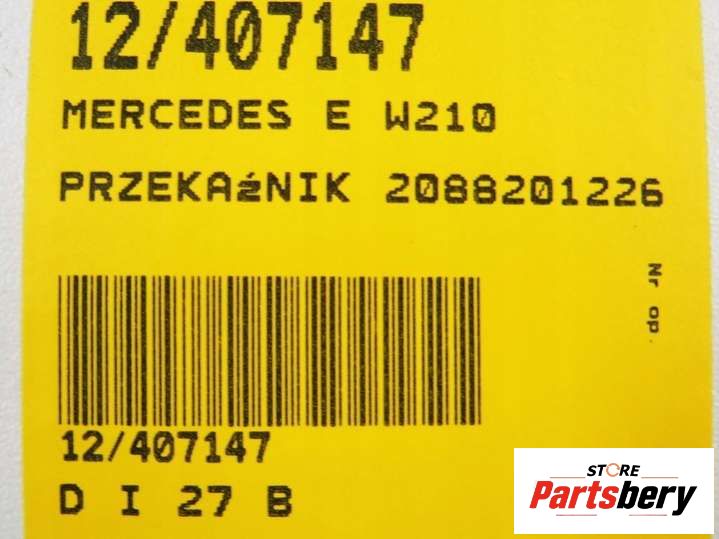 12/407147
MERCEDES E W210
PRZEKAźNIK 2088201226
Nr op.
12/407147
D I 27 B
STORE
Partsbery